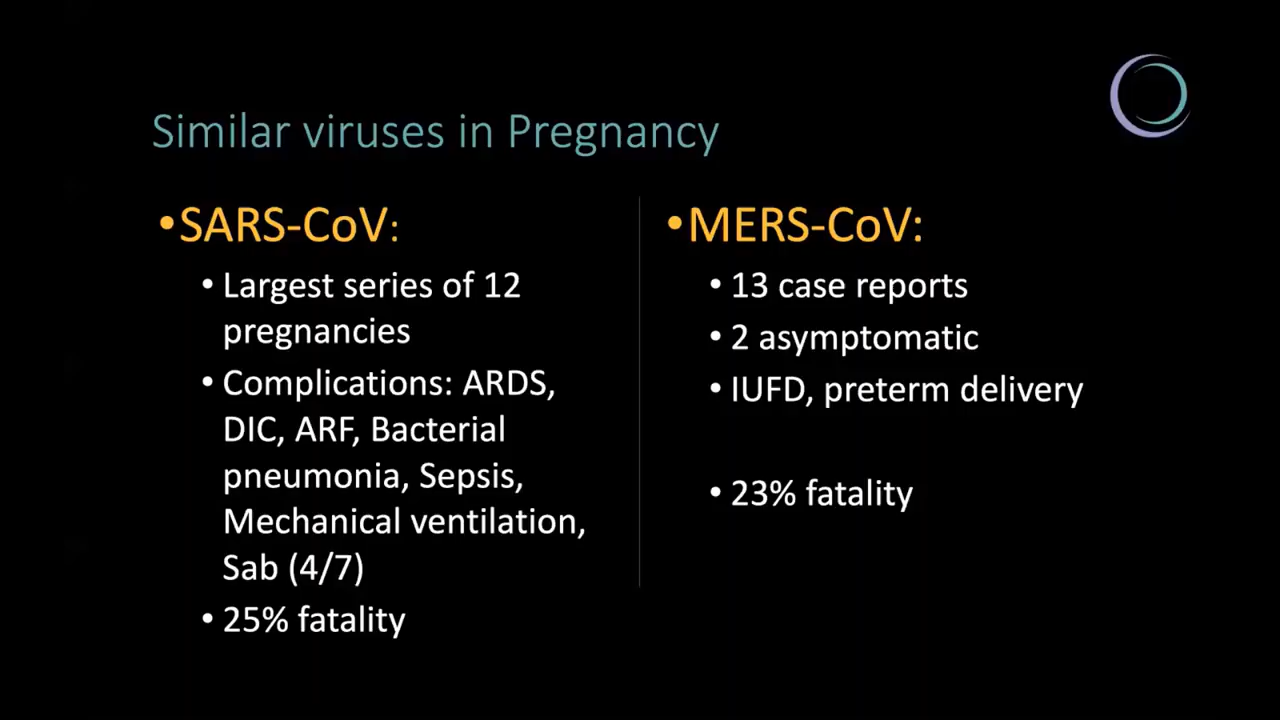 Similar viruses in Pregnancy
•SARS-CoV:
• Largest series of 12
pregnancies
• Complications: ARDS,
DIC, ARF, Bacterial
pneumonia, Sepsis,
Mechanical ventilation,
Sab (4/7)
• 25% fatality
•MERS-CoV:
• 13 case reports
• 2 asymptomatic
• IUFD, preterm delivery
• 23% fatality